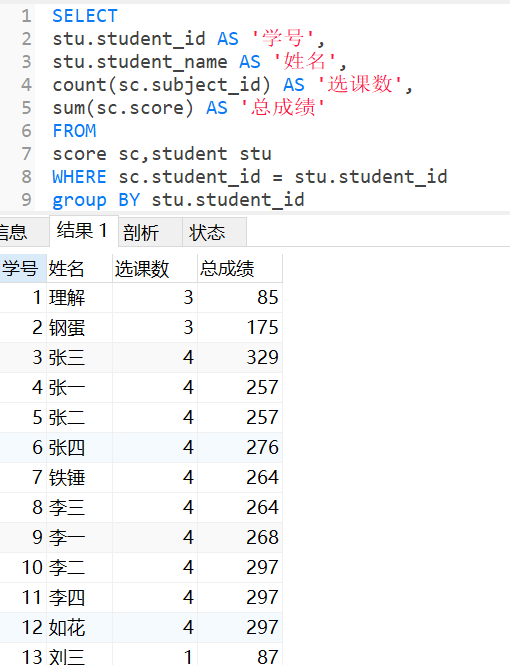 1 SELECT
2 stu.student_id AS '学号',
3 stu.student_name AS '姓名',
4 count(sc.subject_id) AS '选课数',
5 sum(sc.score) AS '总成绩'
6 FROM
7 score sc,student stu
8 WHERE sc.student_id = stu.student_id
9 group BY stu.student_id
信息 结果 1 剖析 状态
学号 姓名 选课数 总成绩
1 理解 3 85
2 钢蛋 3 175
3 张三 4 329
4 张一 4 257
5 张二 4 257
6 张四 4 276
7 铁锤 4 264
8 李三 4 264
9 李一 4 268
10 李二 4 297
11 李四 4 297
12 如花 4 297
13 刘三 1 87